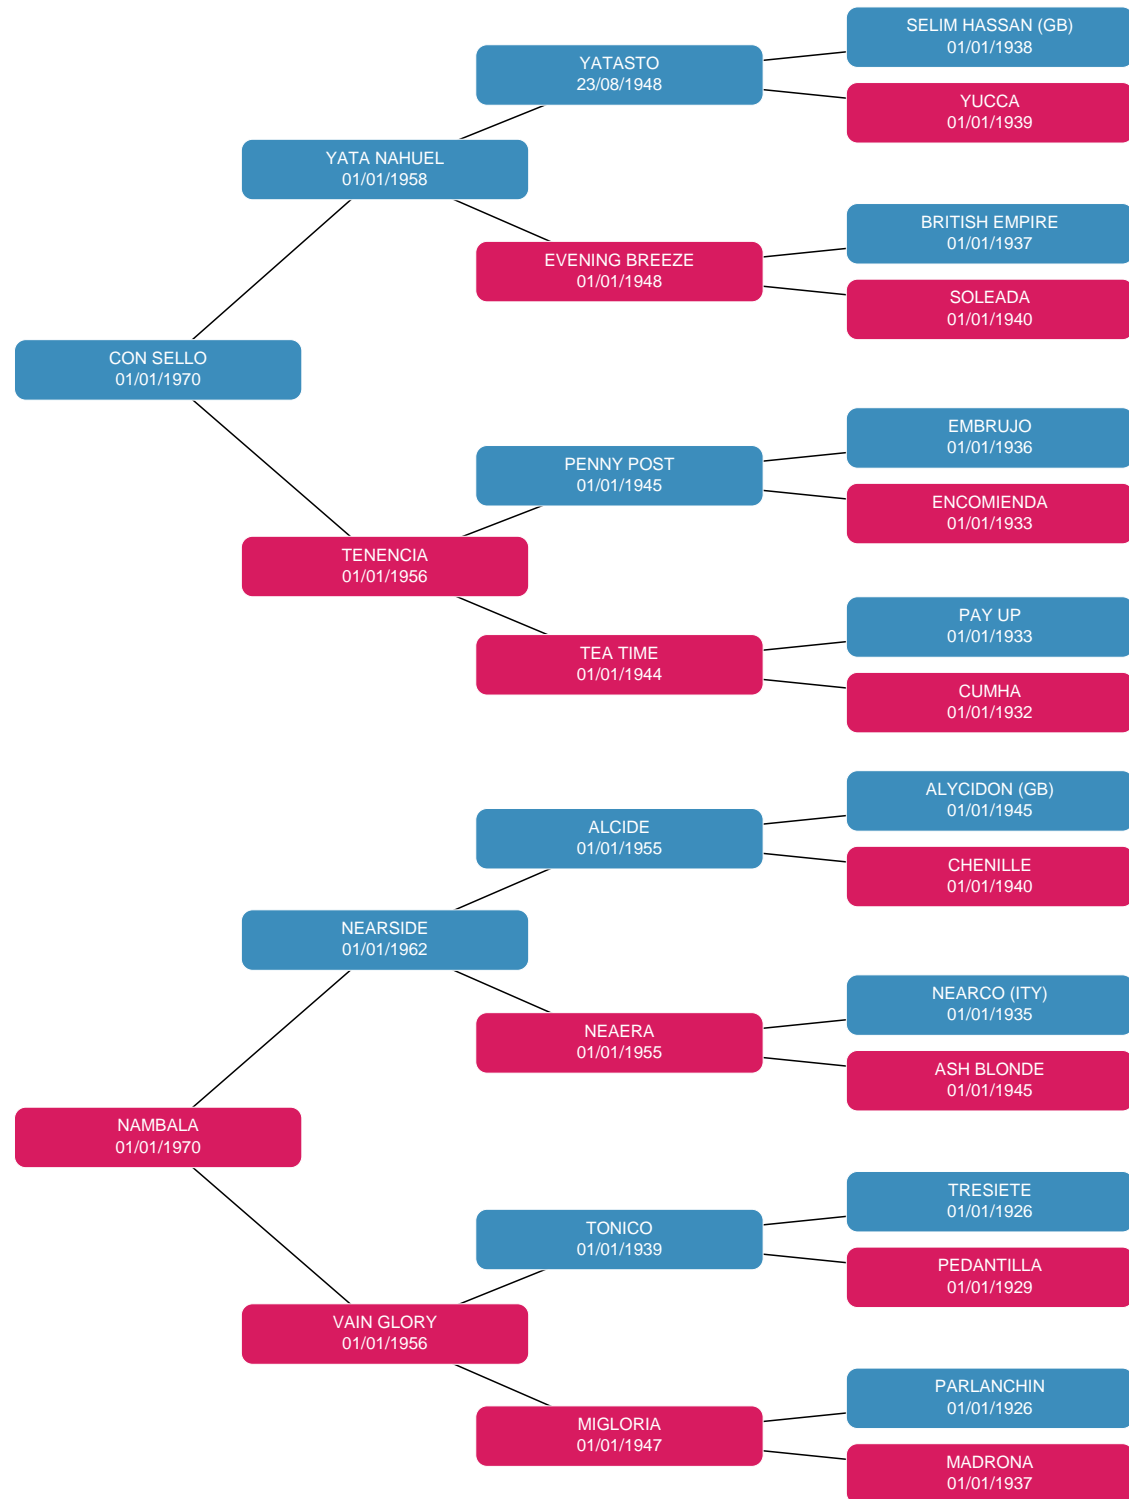 SELIM HASSAN (GB)
01/01/1938
YATASTO
23/08/1948
YUCCA
01/01/1939
YATA NAHUEL
01/01/1958
BRITISH EMPIRE
01/01/1937
EVENING BREEZE
01/01/1948
SOLEADA
01/01/1940
CON SELLO
01/01/1970
EMBRUJO
01/01/1936
PENNY POST
01/01/1945
ENCOMIENDA
01/01/1933
TENENCIA
01/01/1956
PAY UP
01/01/1933
TEA TIME
01/01/1944
CUMHA
01/01/1932
ALYCIDON (GB)
01/01/1945
ALCIDE
01/01/1955
CHENILLE
01/01/1940
NEARSIDE
01/01/1962
NEARCO (ITY)
01/01/1935
NEAERA
01/01/1955
ASH BLONDE
01/01/1945
NAMBALA
01/01/1970
TRESIETE
01/01/1926
TONICO
01/01/1939
PEDANTILLA
01/01/1929
VAIN GLORY
01/01/1956
PARLANCHIN
01/01/1926
MIGLORIA
01/01/1947
MADRONA
01/01/1937